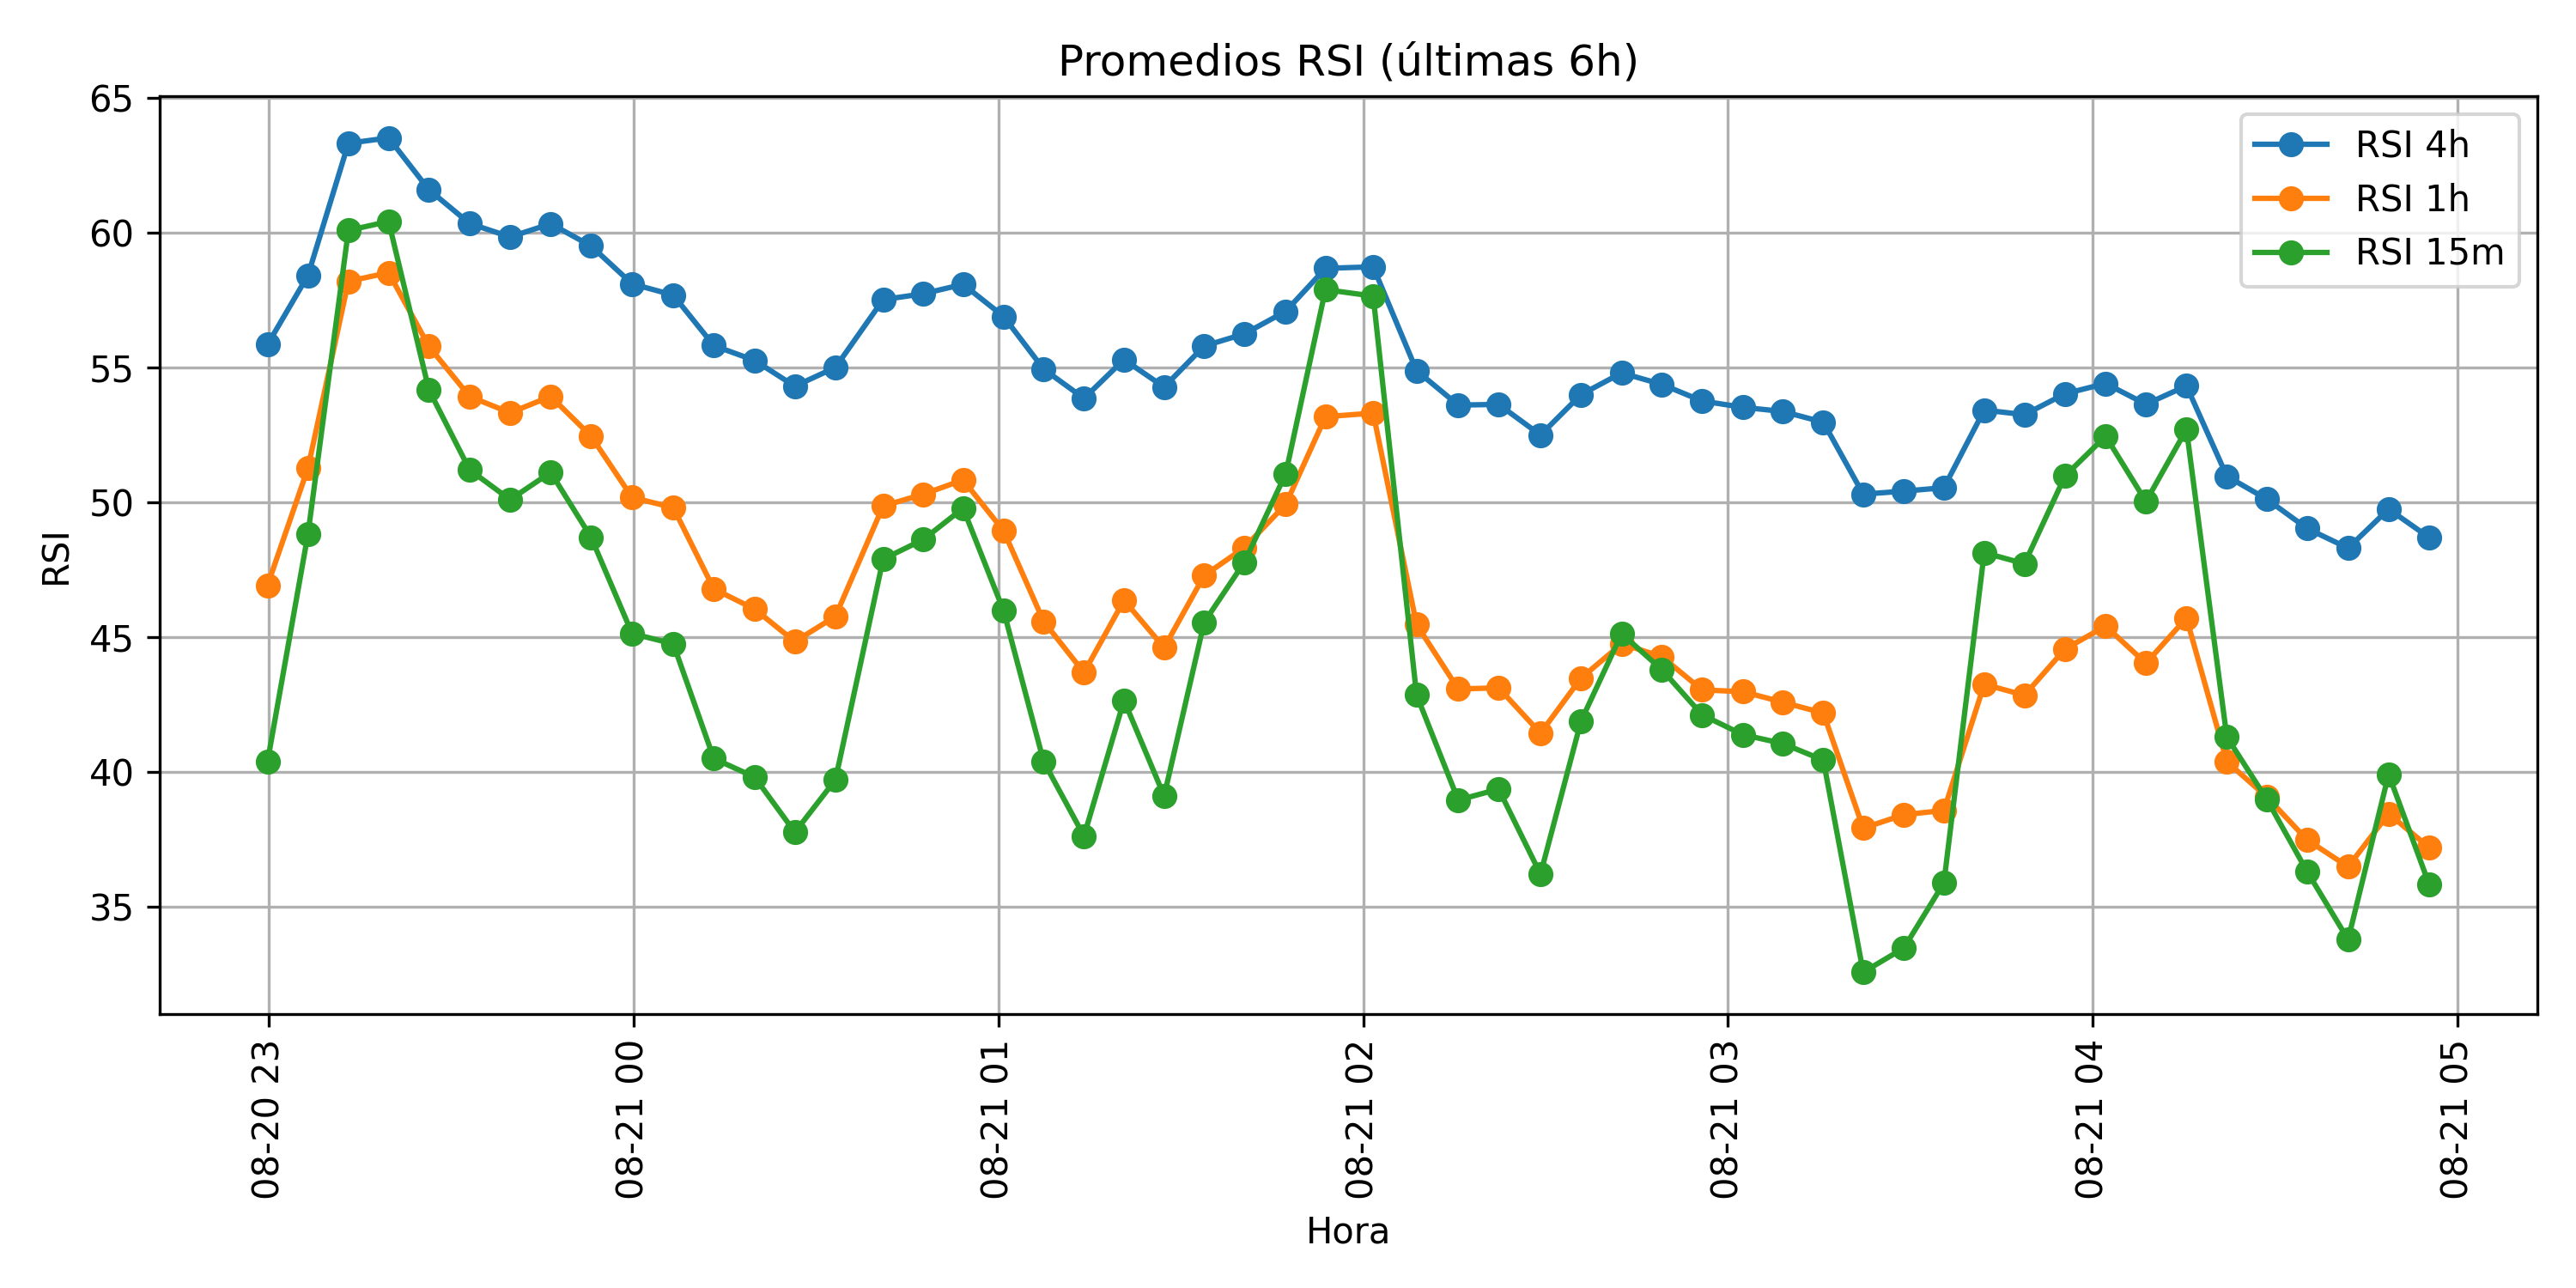 Promedios RSI (últimas 6h)
RSI 4h
RSI 1h
RSI 15m
RSI
65
60
55
50
45
40
35
08-20 23
08-21 00
08-21 01
08-21 02
08-21 03
08-21 04
08-21 05
Hora